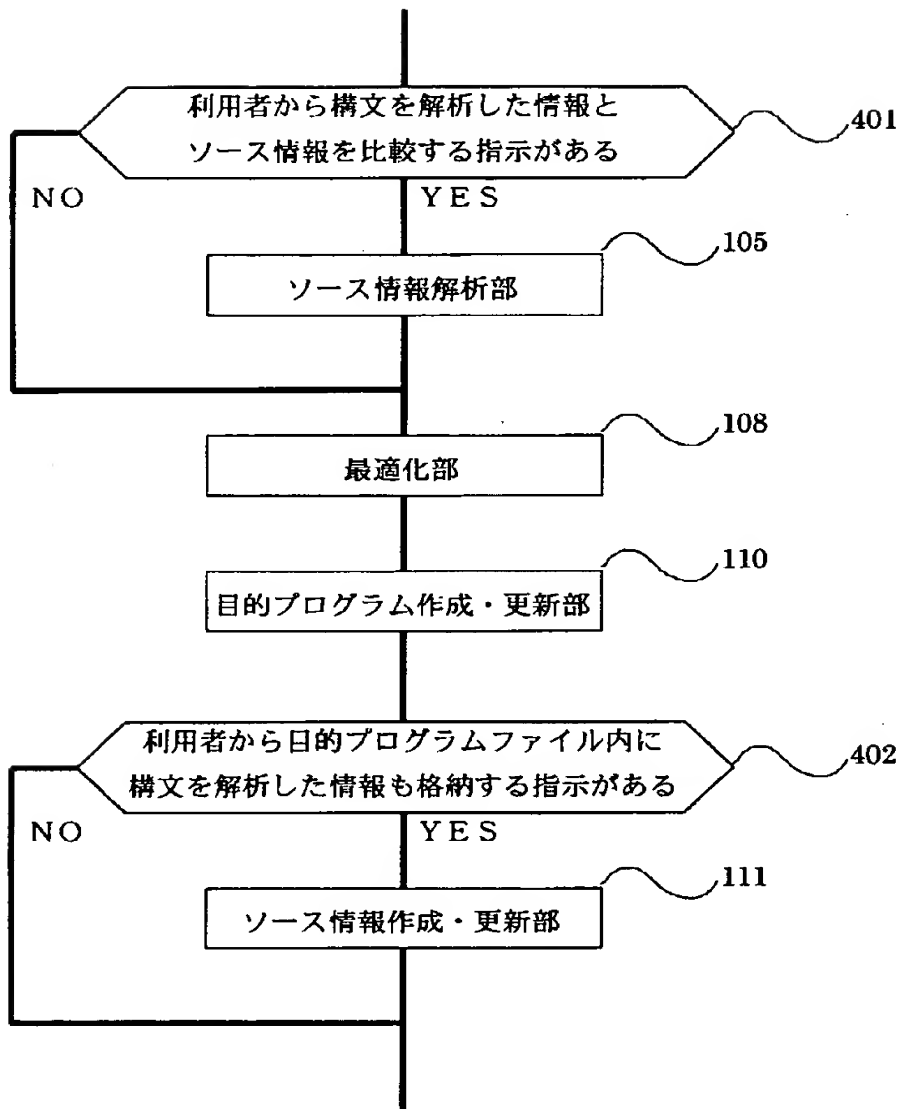 利用者から構文を解析した情報と
ソース情報を比較する指示がある
401
NO
YES
105
ソース情報解析部
108
最適化部
110
目的プログラム作成・更新部
利用者から目的プログラムファイル内に
構文を解析した情報も格納する指示がある
402
NO
YES
111
ソース情報作成・更新部